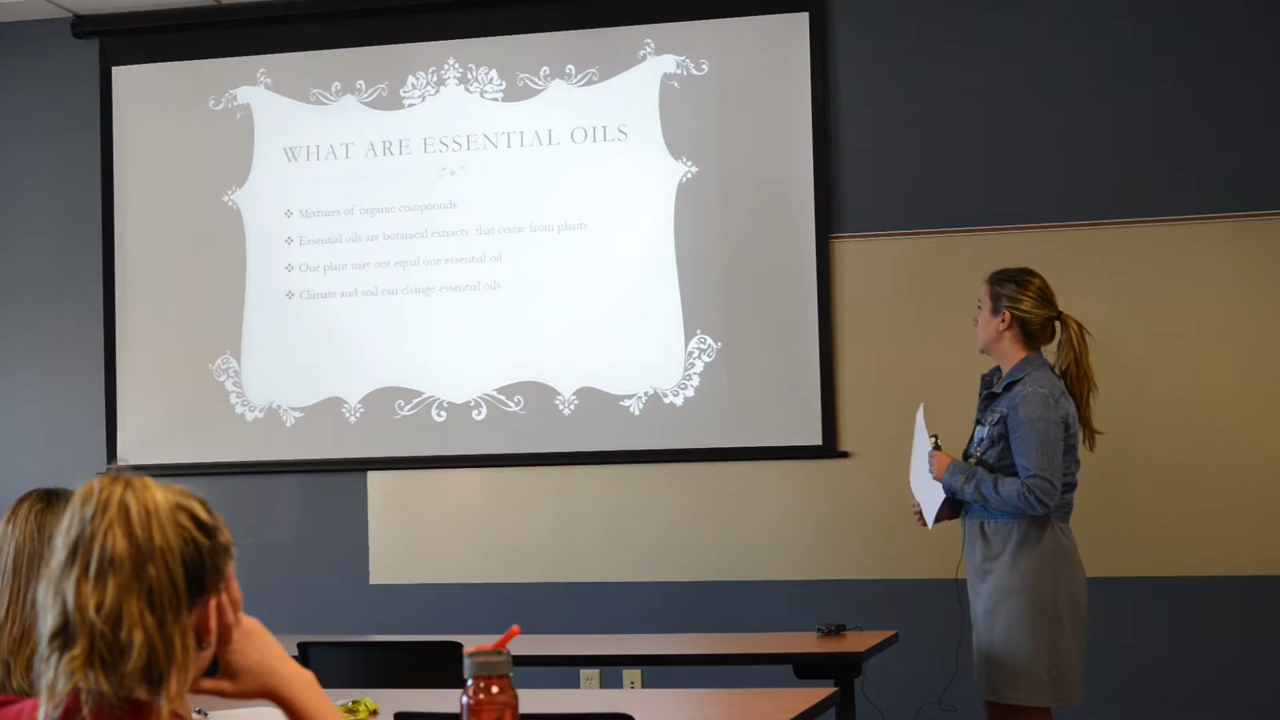 WHAT ARE ESSENTIAL OILS
❖ Mixtures of organic compounds
❖ Essential oils are botanical extracts that come from plants
❖ One plant may not equal one essential oil
❖ Climate and soil can change essential oils